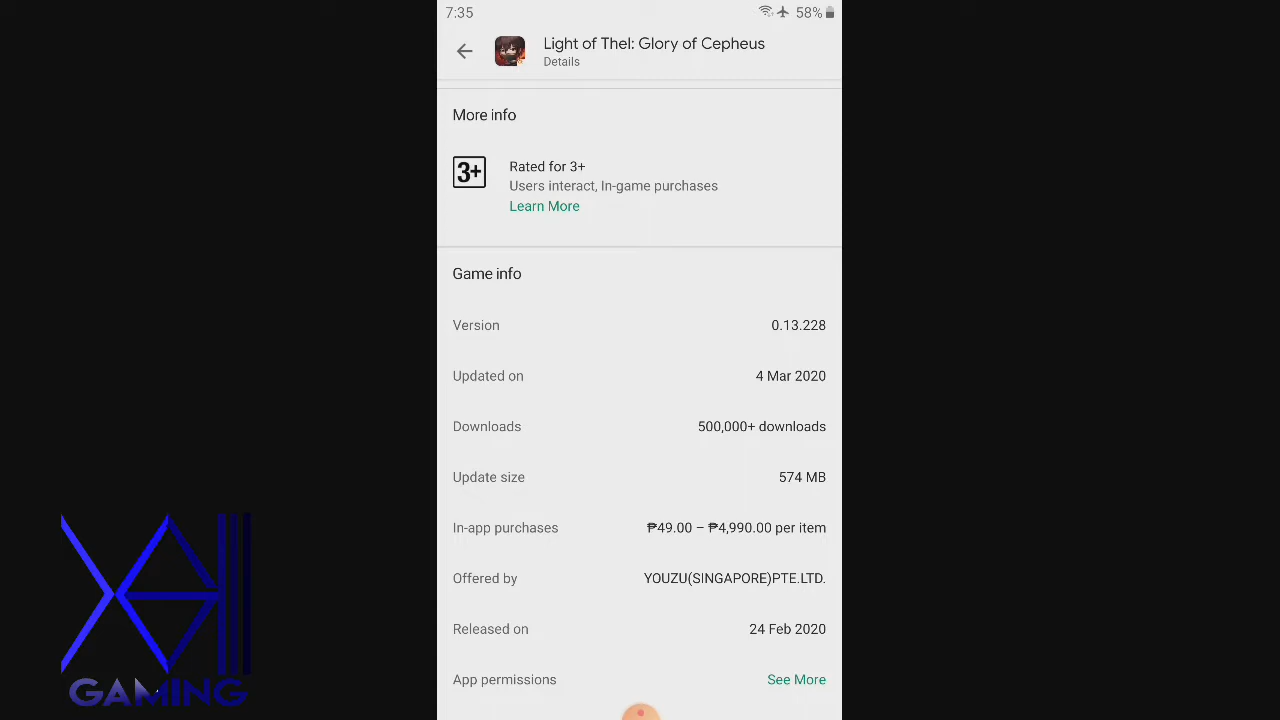 7:35
58%
Light of Thel: Glory of Cepheus
Details
More info
3+
Rated for 3+
Users interact, In-game purchases
Learn More
Game info
Version 0.13.228
Updated on 4 Mar 2020
Downloads 500,000+ downloads
Update size 574 MB
In-app purchases ₱49.00 – ₱4,990.00 per item
Offered by YOUZU(SINGAPORE)PTE.LTD.
Released on 24 Feb 2020
App permissions See More
GAMING